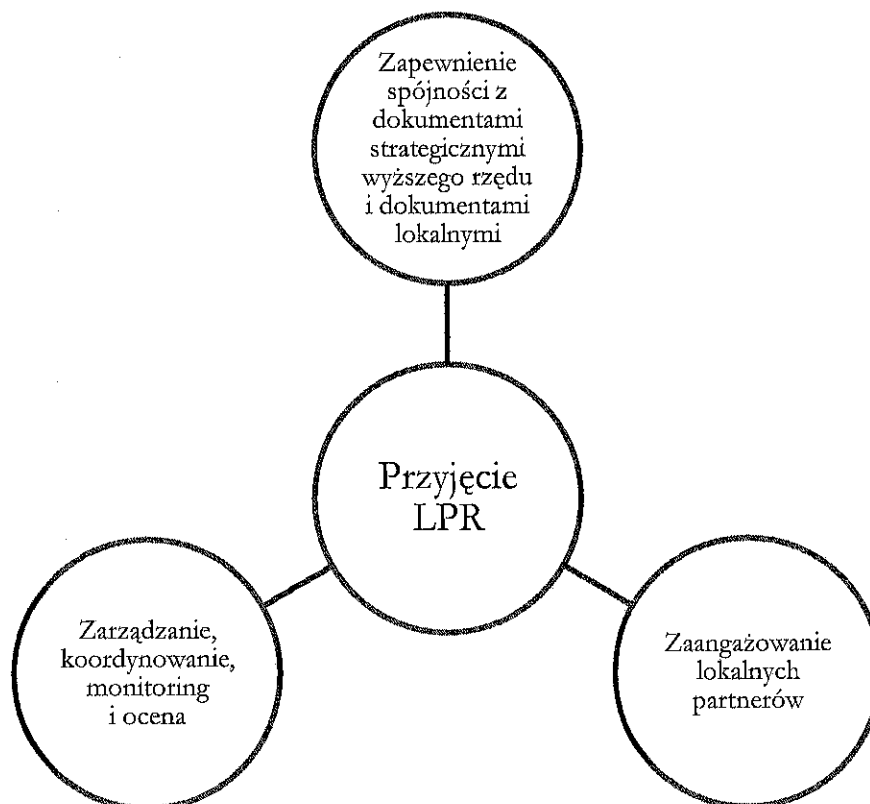 Zapewnienie
spójności z
dokumentami
strategicznymi
wyższego rzędu
i dokumentami
lokalnymi
Przyjęcie
LPR
Zarządzanie,
koordynowanie,
monitoring
i ocena
Zaangażowanie
lokalnych
partnerów